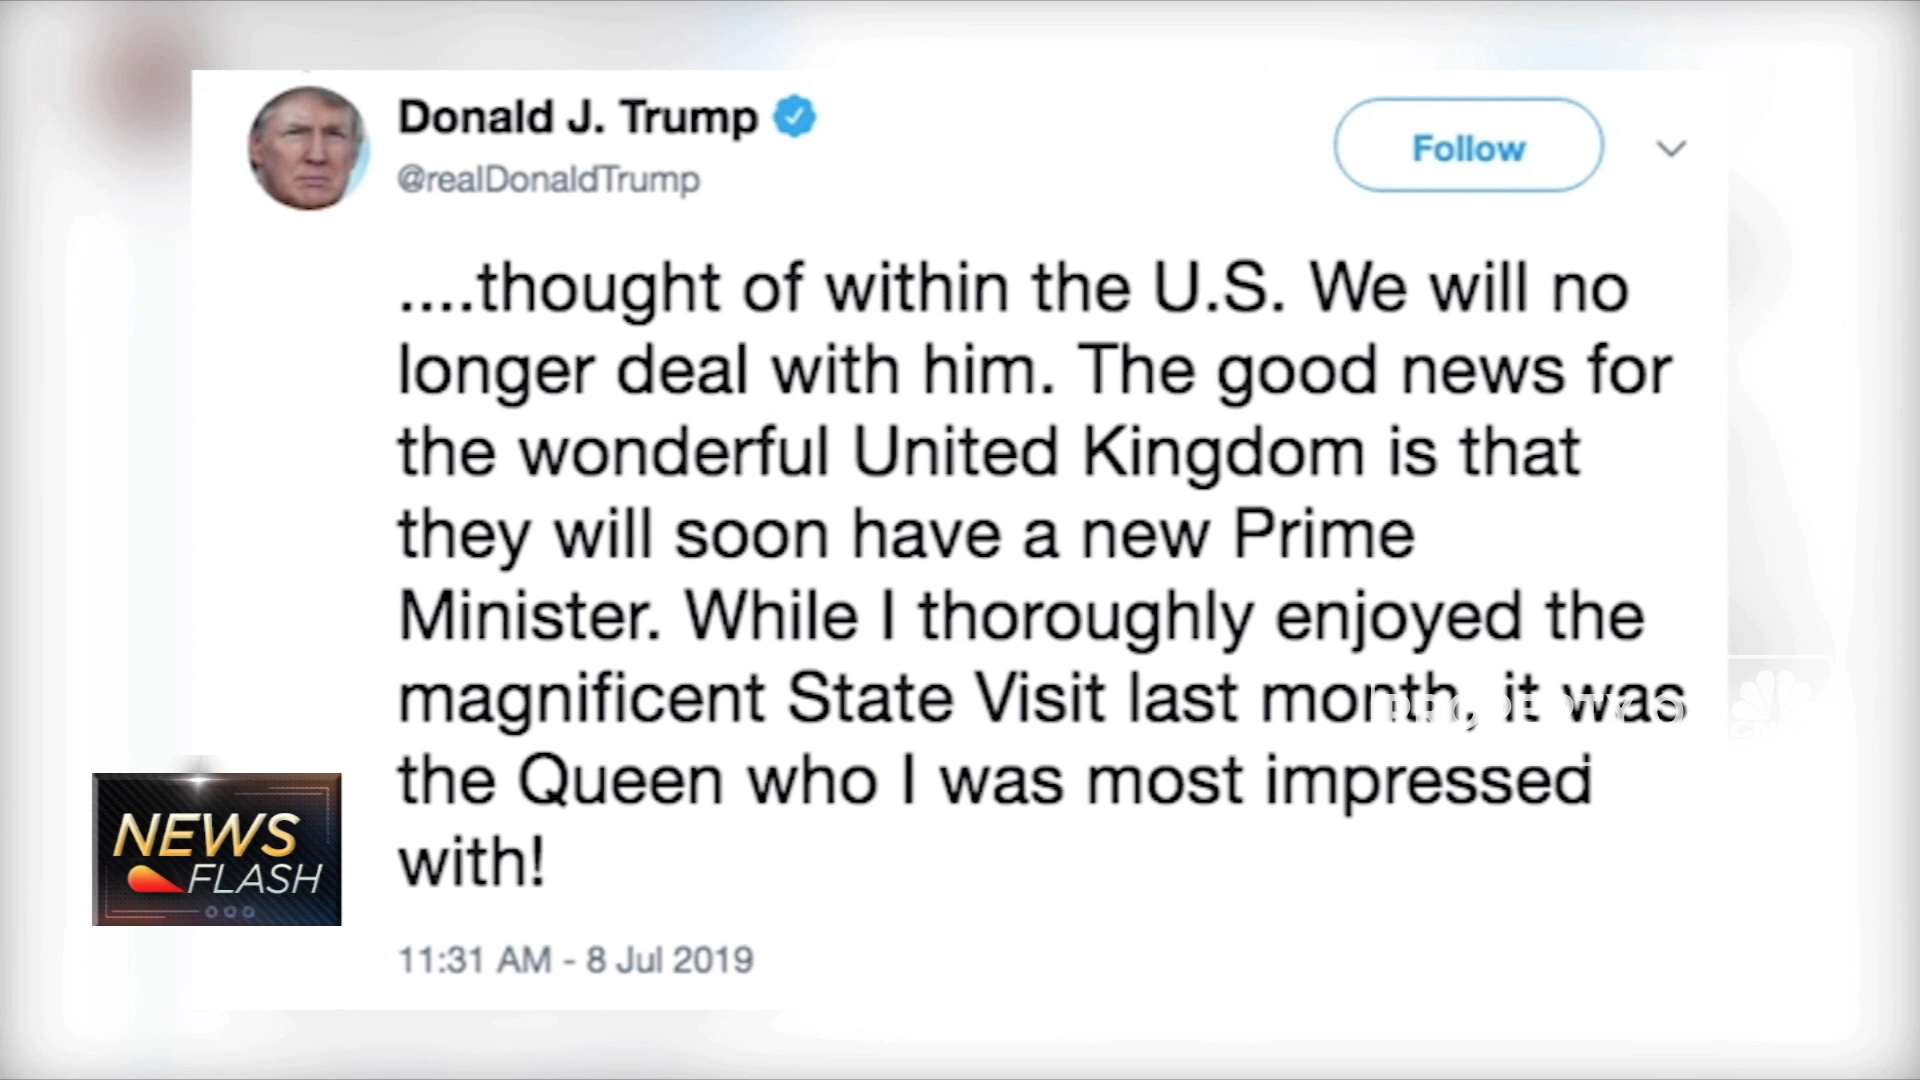 Donald J. Trump
@realDonaldTrump
Follow
....thought of within the U.S. We will no
longer deal with him. The good news for
the wonderful United Kingdom is that
they will soon have a new Prime
Minister. While I thoroughly enjoyed the
magnificent State Visit last month, it was
PROPERTY OF
CNBC
the Queen who I was most impressed
with!
NEWS
FLASH
11:31 AM - 8 Jul 2019